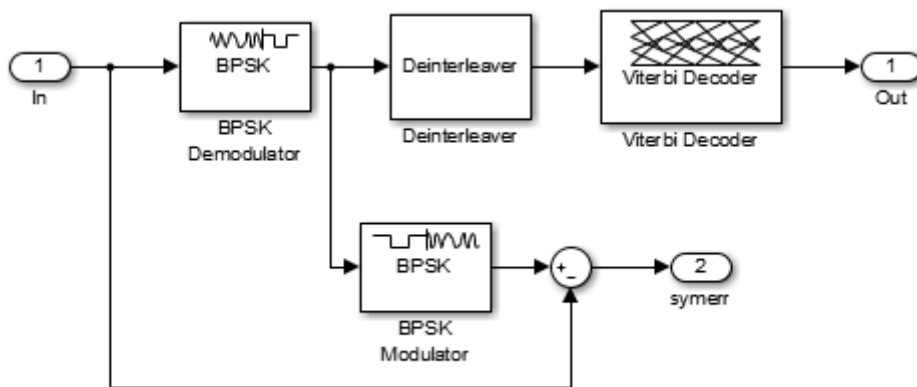 1
In
BPSK
BPSK
Demodulator
Deinterleaver
Deinterleaver
Viterbi Decoder
Viterbi Decoder
1
Out
BPSK
BPSK
Modulator
+
-
2
symerr